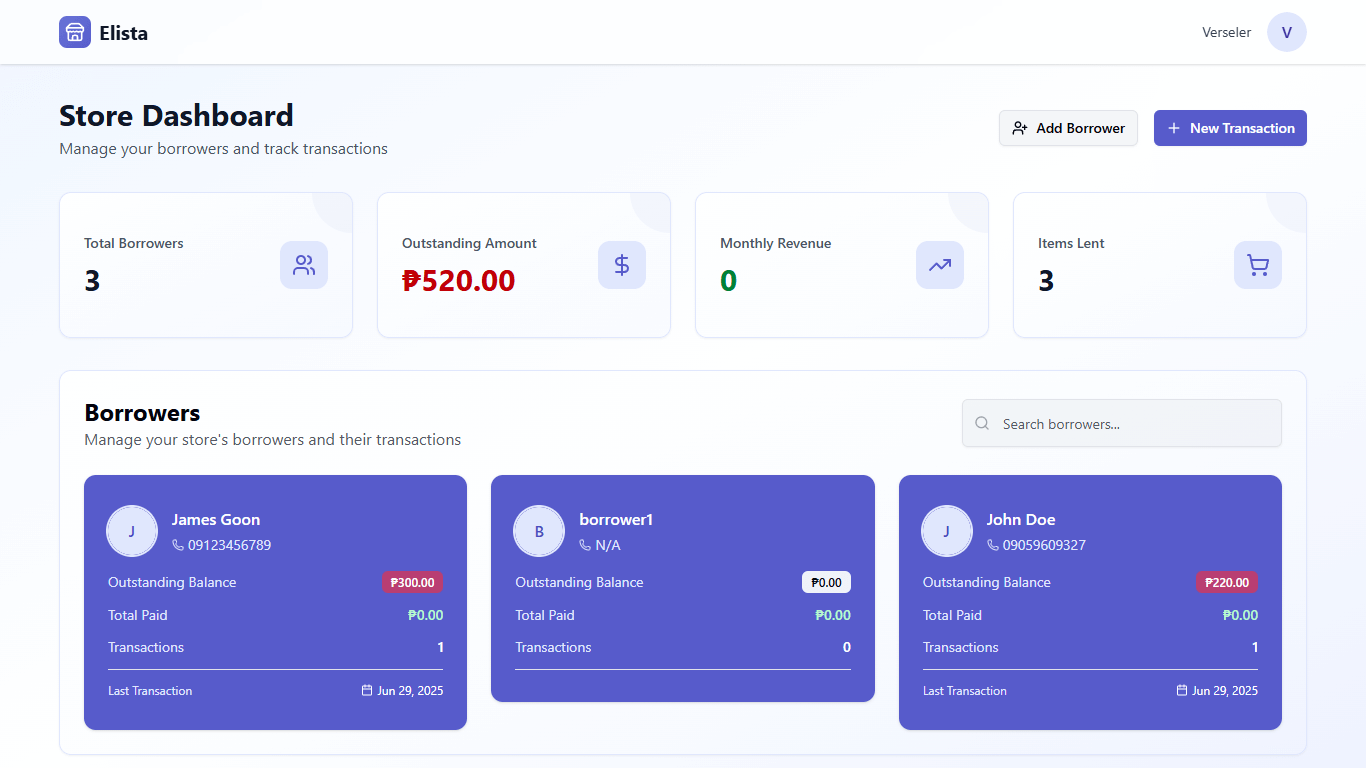 Elista
Verseler
V
Store Dashboard
Manage your borrowers and track transactions
Add Borrower
New Transaction
Total Borrowers
3
Outstanding Amount
₱520.00
Monthly Revenue
0
Items Lent
3
Borrowers
Manage your store's borrowers and their transactions
Search borrowers...
J
James Goon
09123456789
Outstanding Balance ₱300.00
Total Paid ₱0.00
Transactions 1
Last Transaction Jun 29, 2025
B
borrower1
N/A
Outstanding Balance ₱0.00
Total Paid ₱0.00
Transactions 0
J
John Doe
09059609327
Outstanding Balance ₱220.00
Total Paid ₱0.00
Transactions 1
Last Transaction Jun 29, 2025